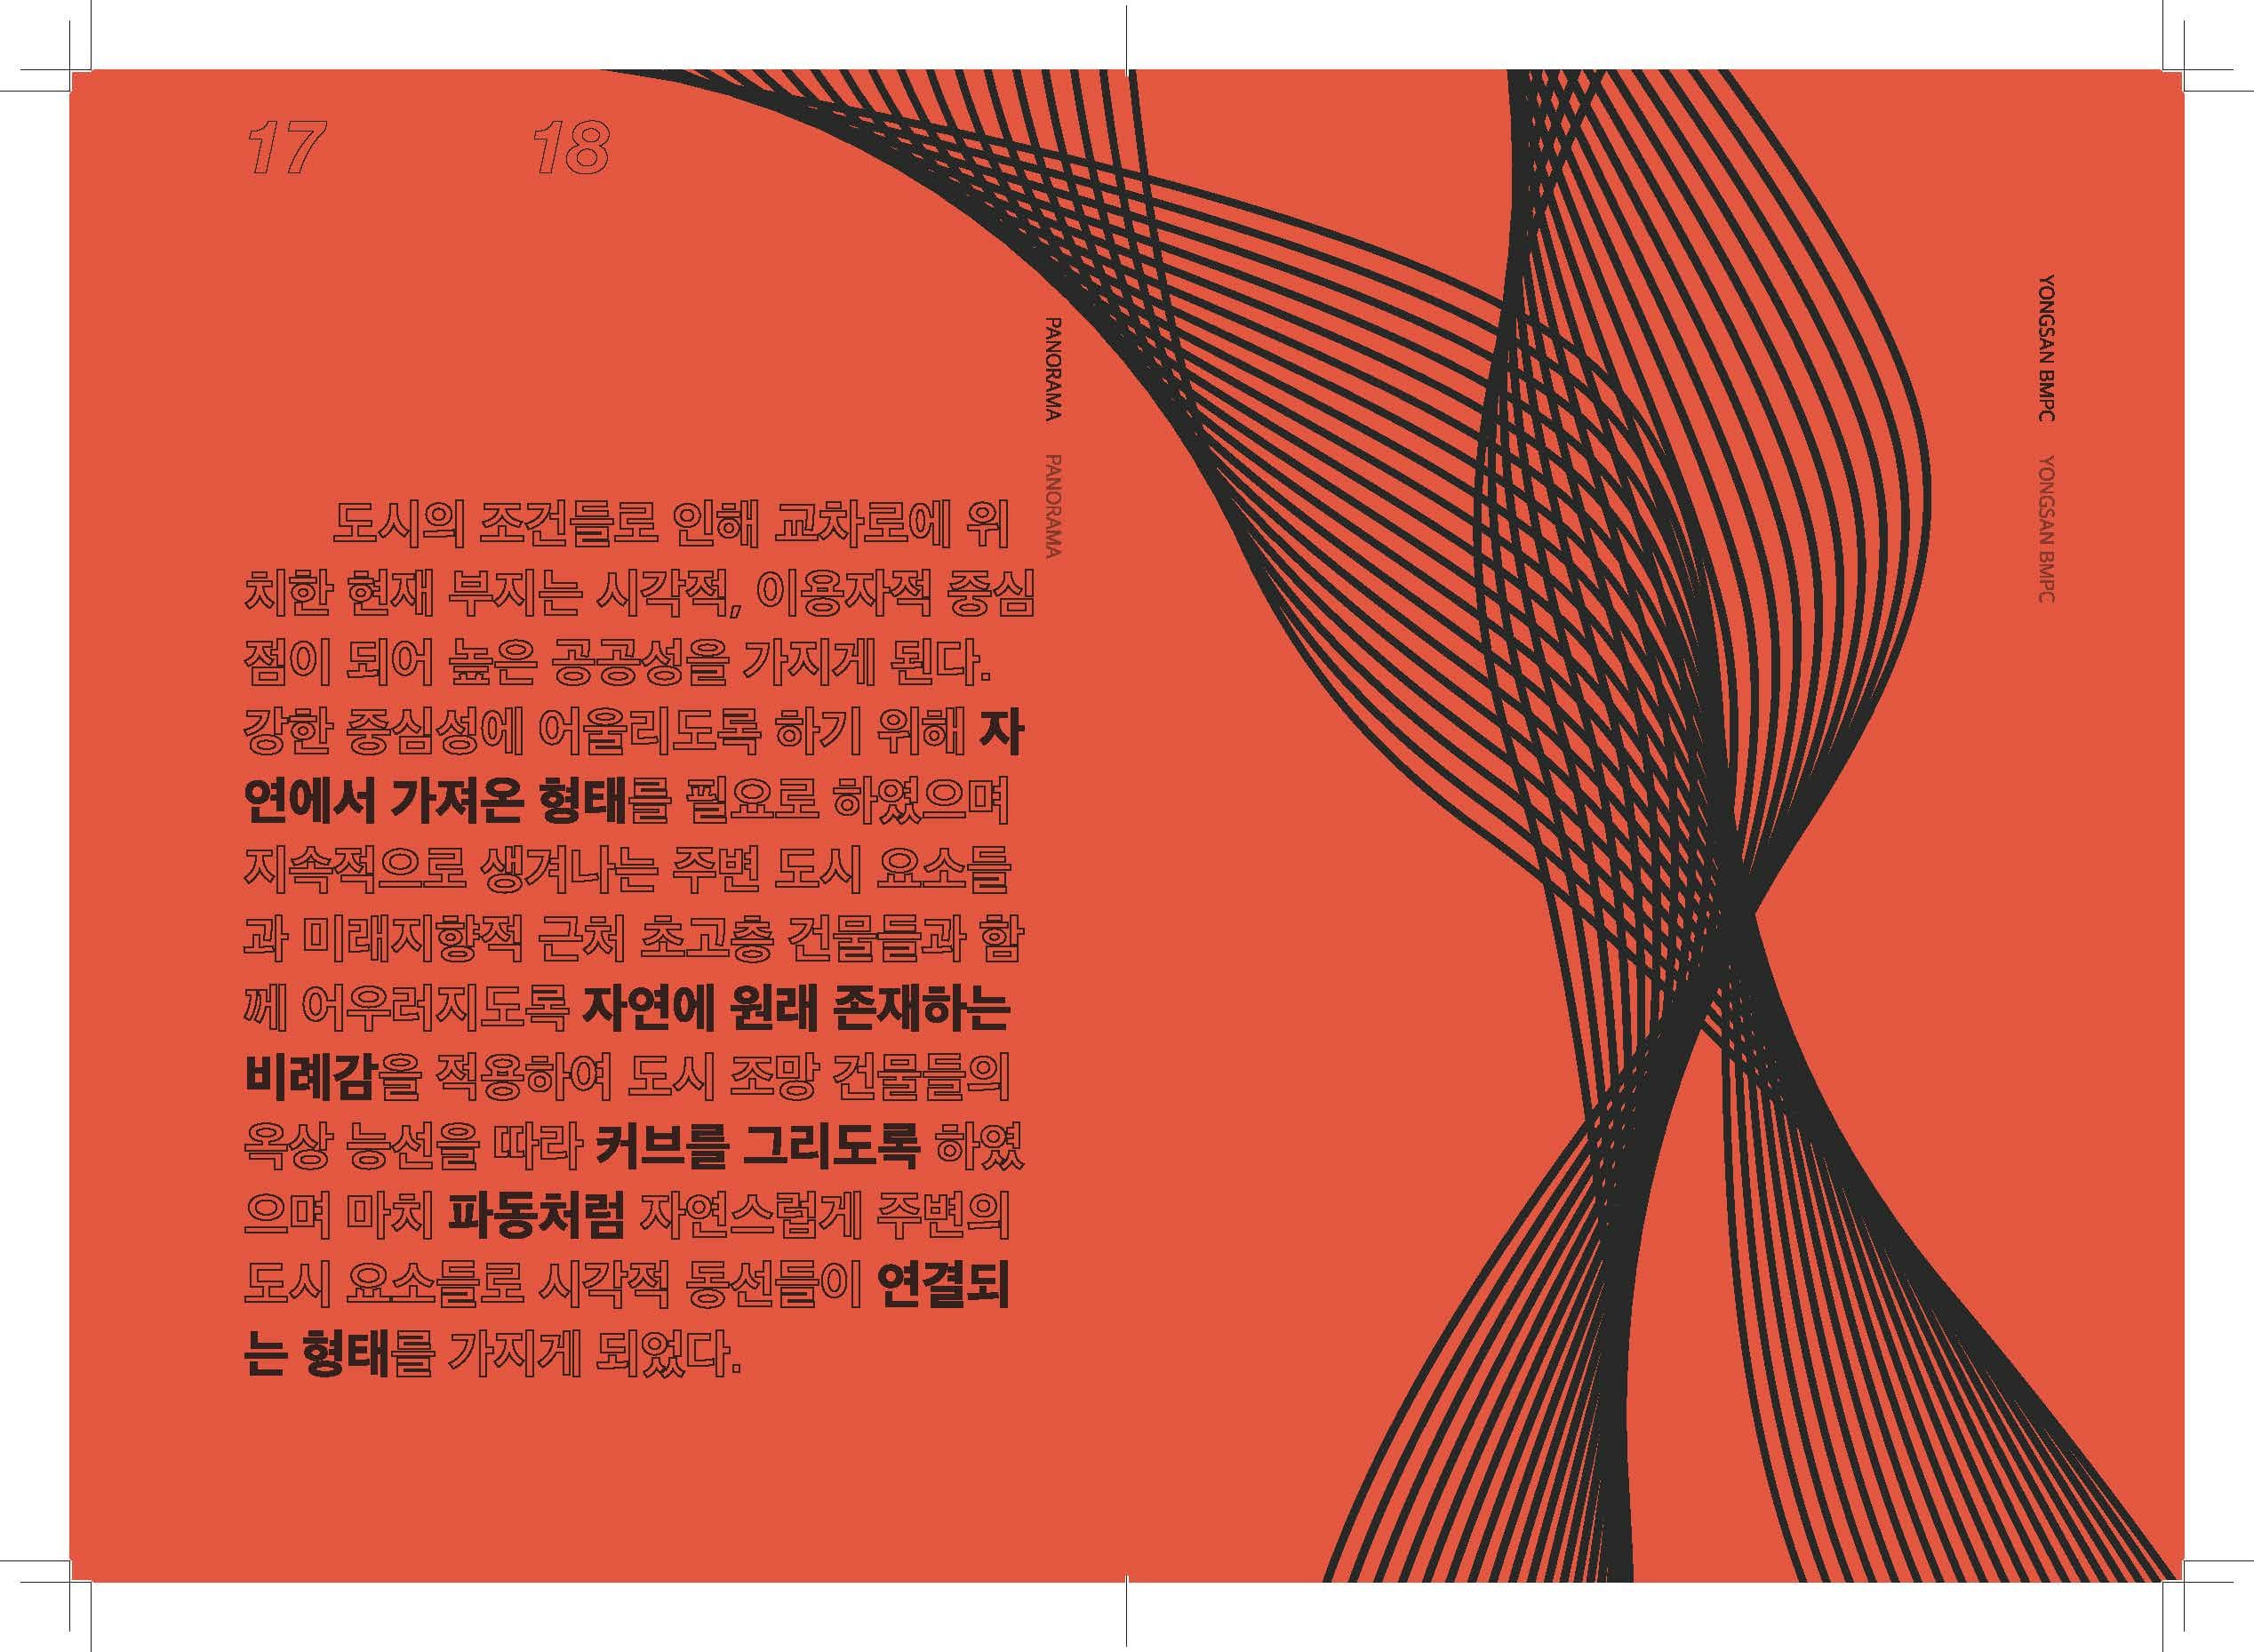 17
18
도시의 조건들로 인해 교차로에 위
치한 현재 부지는 시각적, 이용자적 중심
점이 되어 높은 공공성을 가지게 된다.
강한 중심성에 어울리도록 하기 위해 자
연에서 가져온 형태를 필요로 하였으며
지속적으로 생겨나는 주변 도시 요소들
과 미래지향적 근처 초고층 건물들과 함
께 어우러지도록 자연에 원래 존재하는
비례감을 적용하여 도시 조망 건물들의
옥상 능선을 따라 커브를 그리도록 하였
으며 마치 파동처럼 자연스럽게 주변의
도시 요소들로 시각적 동선들이 연결되
는 형태를 가지게 되었다.
PANORAMA
PANORAMA
YONGSAN BMPC
YONGSAN BMPC